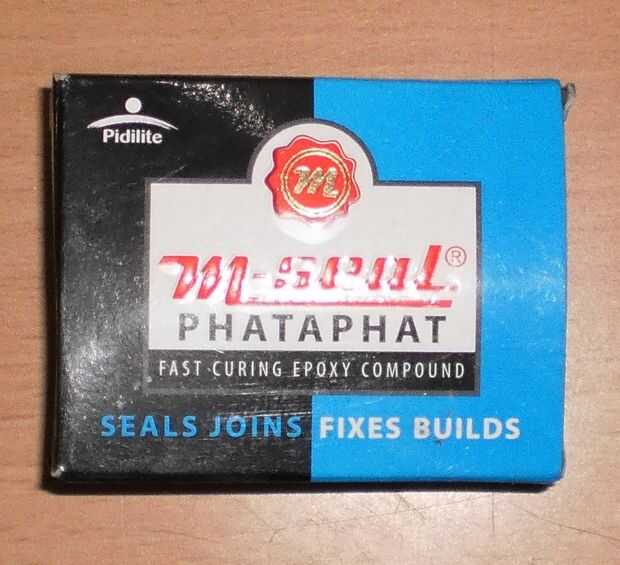 Pidilite
m
m-seal®
PHATAPHAT
FAST CURING EPOXY COMPOUND
SEALS JOINS FIXES BUILDS